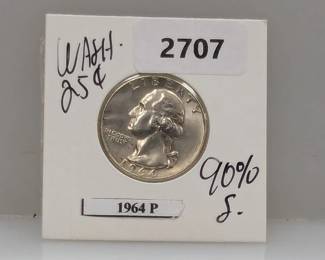 WASH.
25¢
2707
LIBERTY
IN GOD WE
TRUST
1964
90%
S.
1964 P